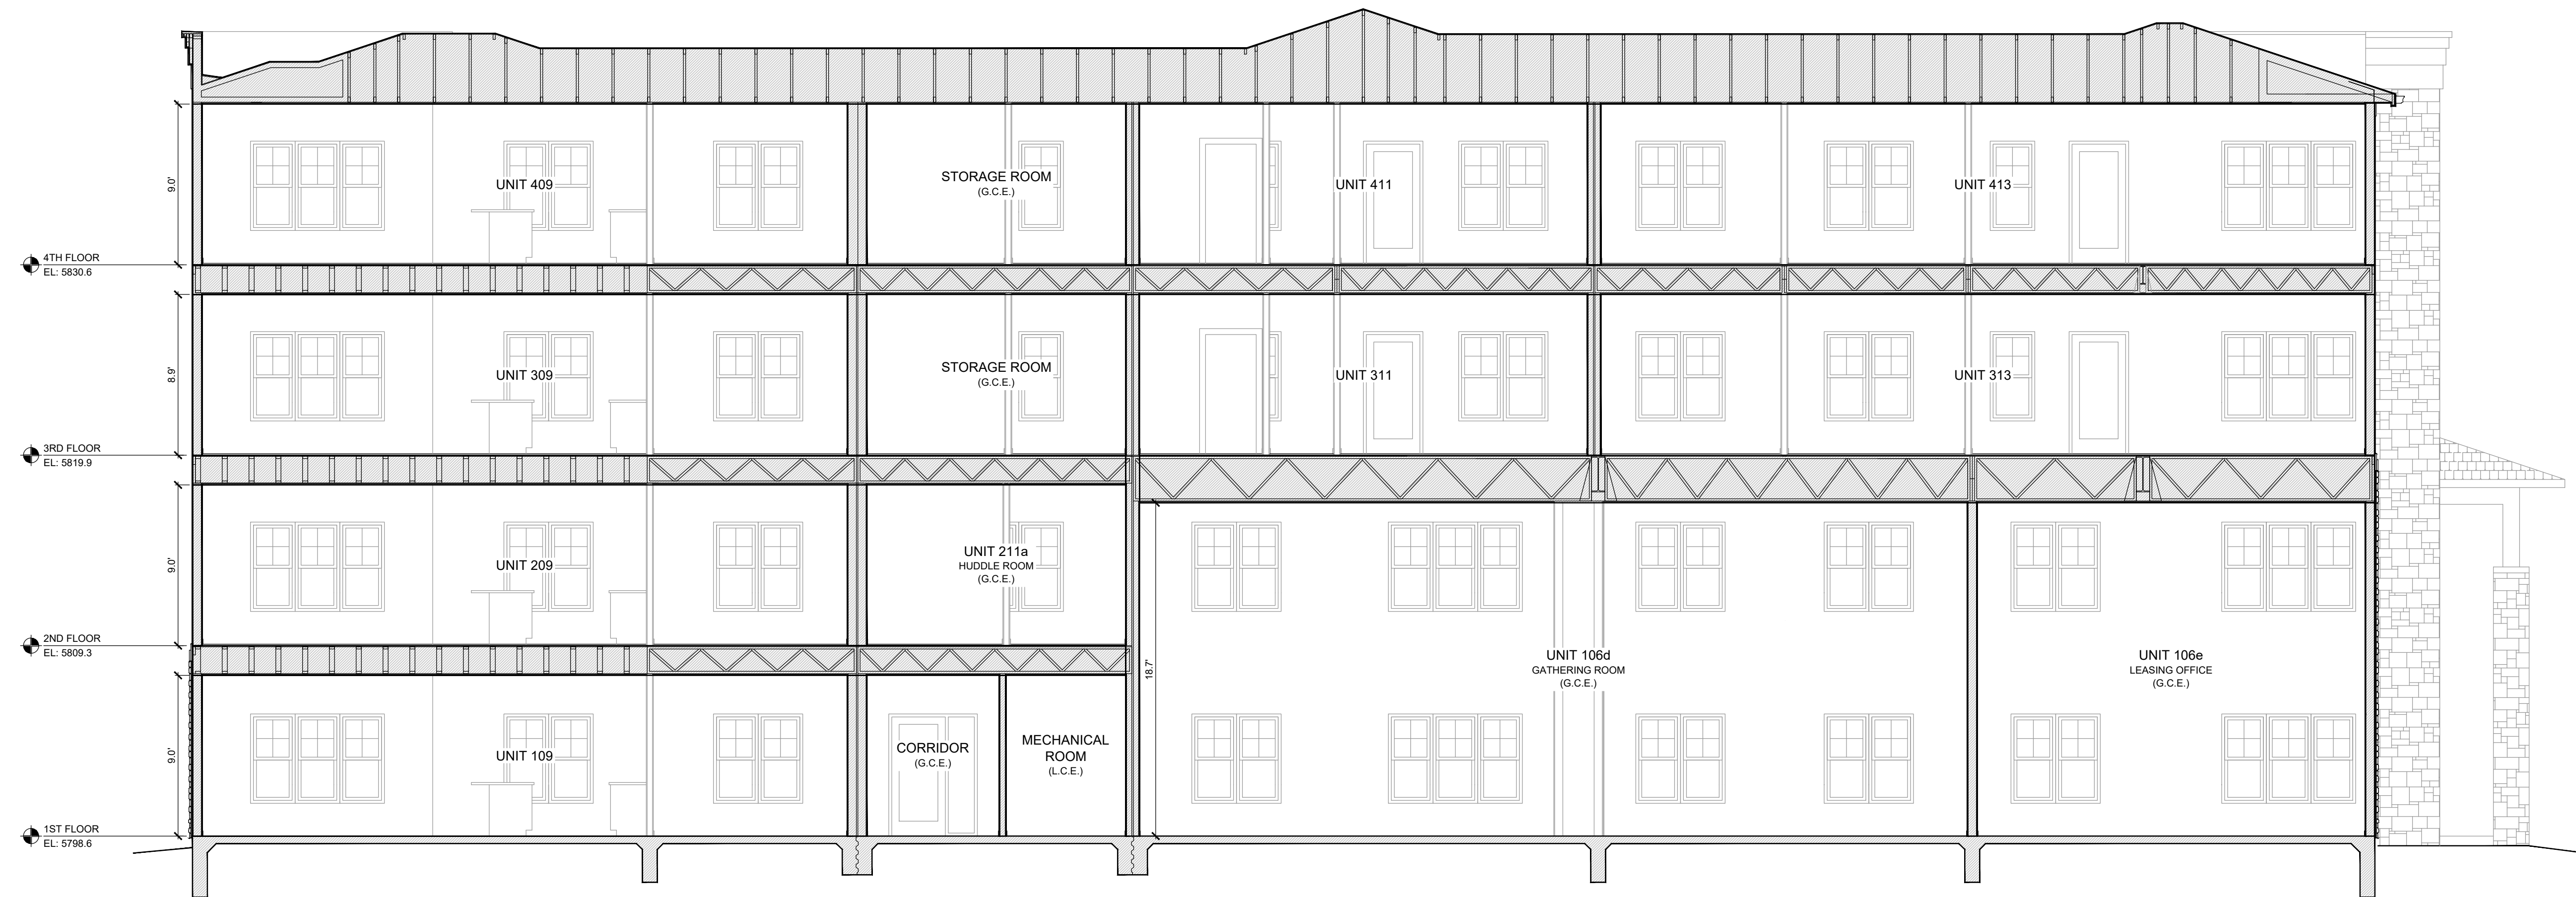 9.0'
UNIT 409
STORAGE ROOM
(G.C.E.)
UNIT 411
UNIT 413
4TH FLOOR
EL: 5830.6
8.9'
UNIT 309
STORAGE ROOM
(G.C.E.)
UNIT 311
UNIT 313
3RD FLOOR
EL: 5819.9
9.0'
UNIT 209
UNIT 211a
HUDDLE ROOM
(G.C.E.)
2ND FLOOR
EL: 5809.3
18.7'
UNIT 106d
GATHERING ROOM
(G.C.E.)
UNIT 106e
LEASING OFFICE
(G.C.E.)
9.0'
UNIT 109
CORRIDOR
(G.C.E.)
MECHANICAL
ROOM
(L.C.E.)
1ST FLOOR
EL: 5798.6